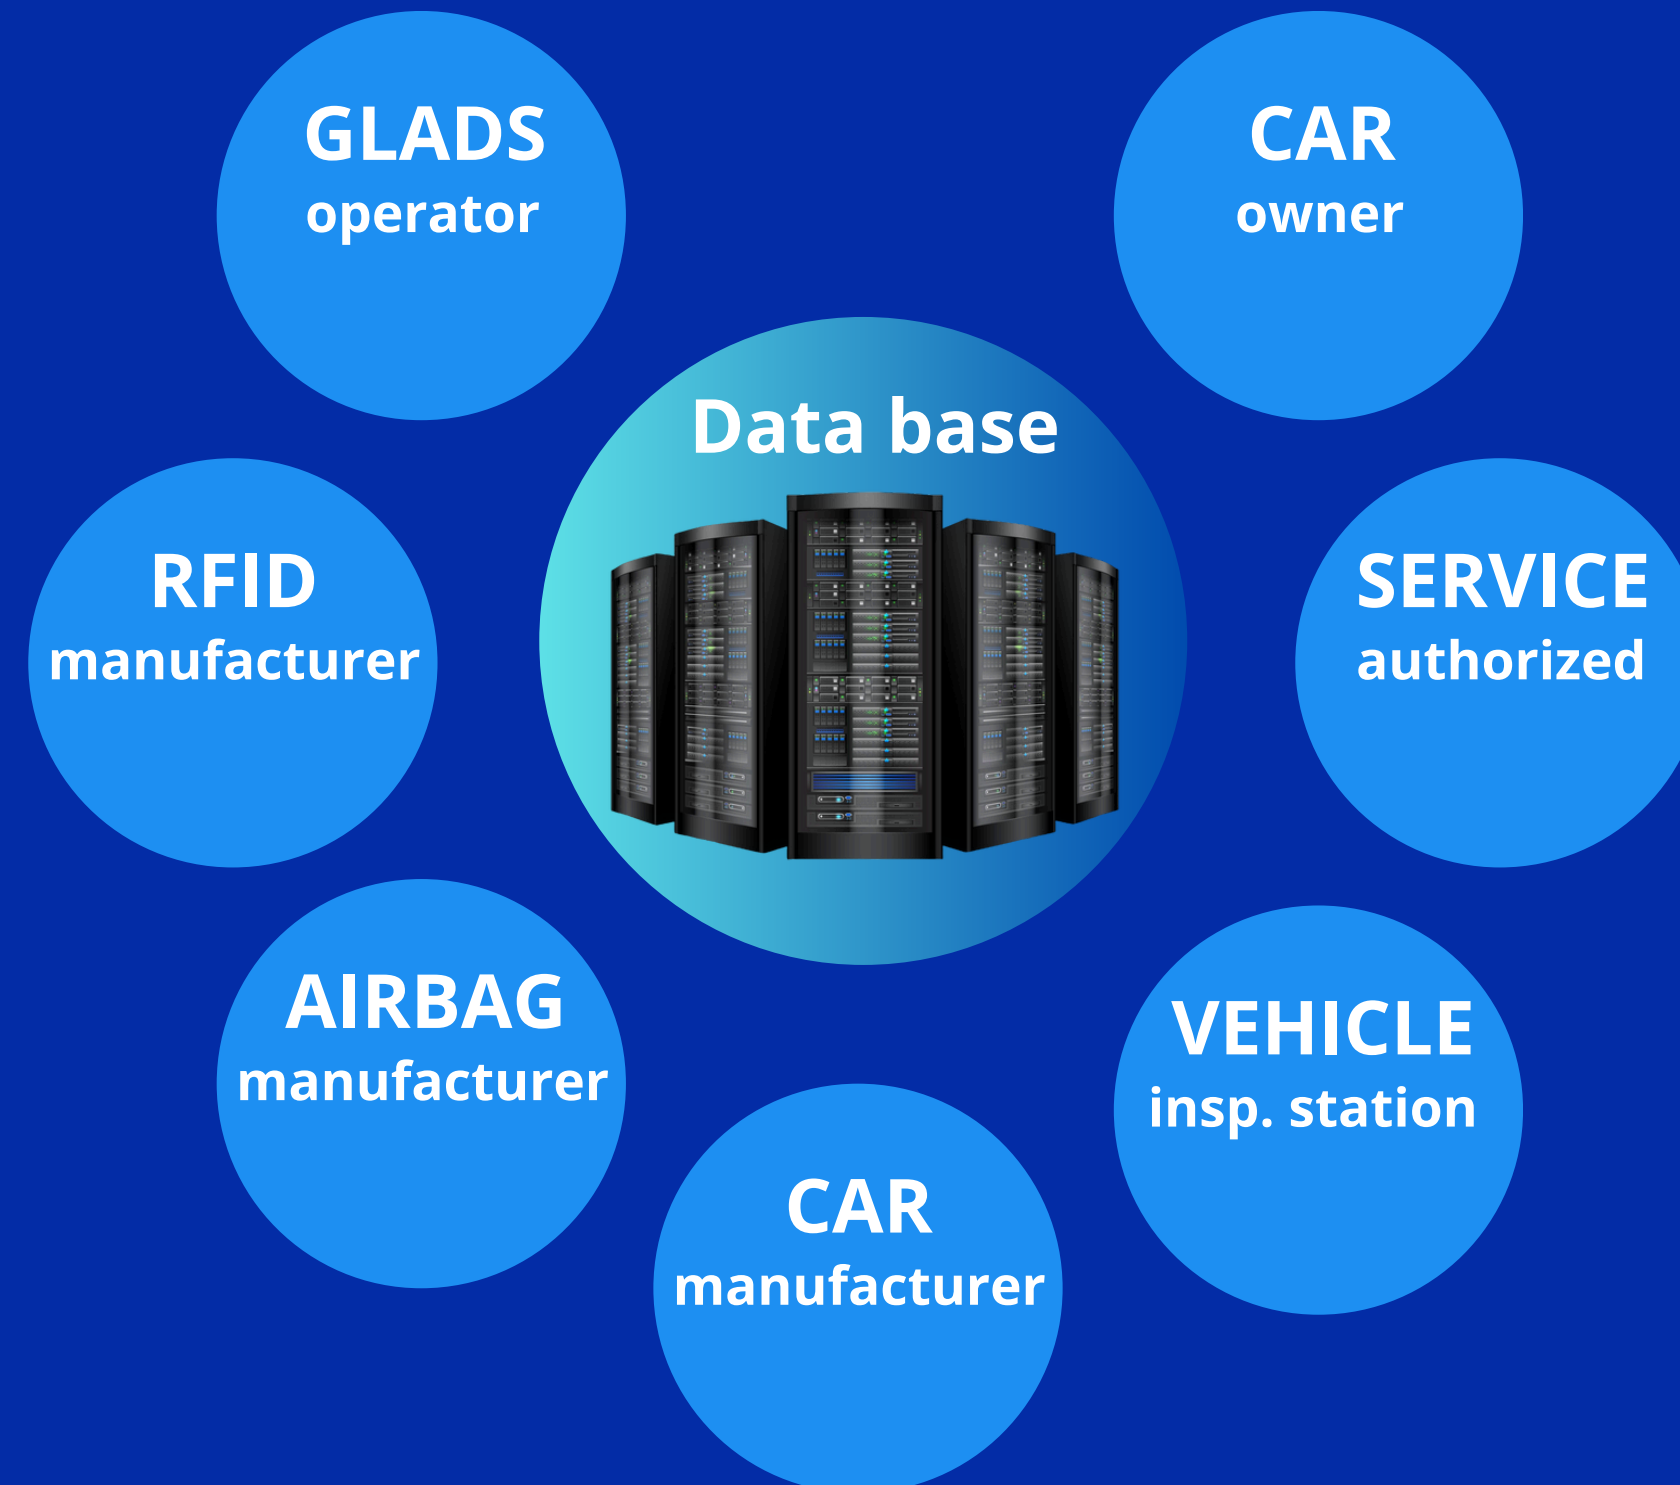 GLADS
operator
CAR
owner
Data base
RFID
manufacturer
SERVICE
authorized
AIRBAG
manufacturer
VEHICLE
insp. station
CAR
manufacturer